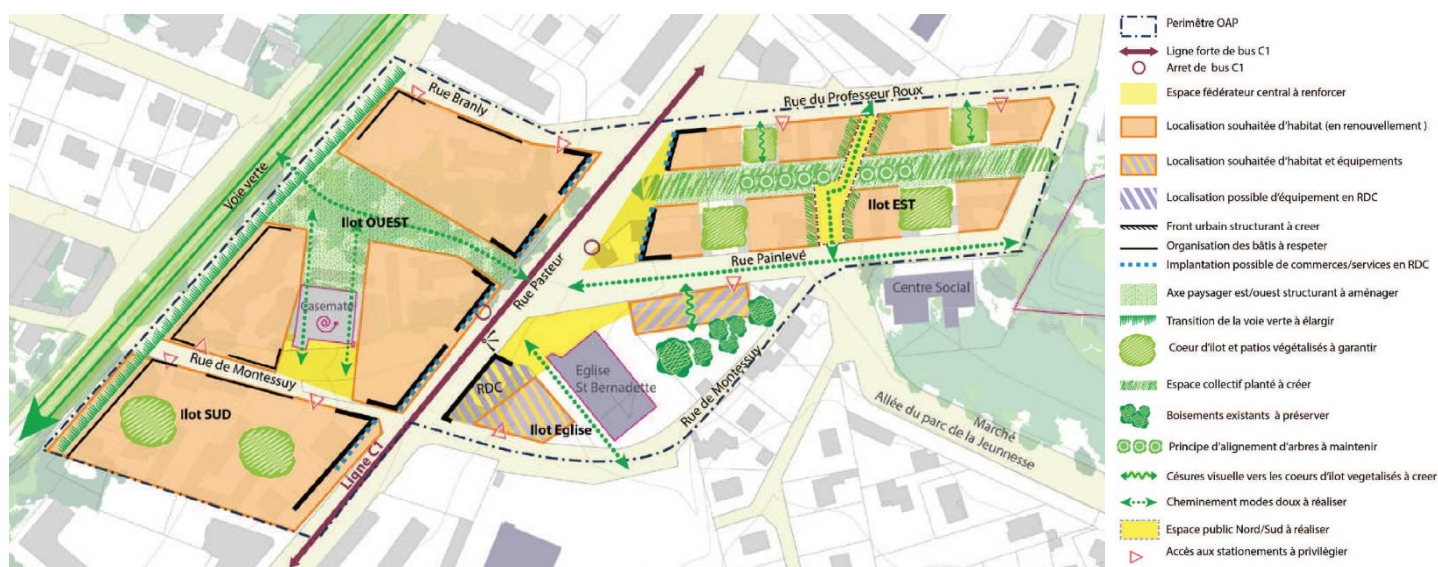 Rue Branly
Rue du Professeur Roux
Voie verte
Ilot OUEST
Ilot EST
Rue Pasteur
Rue Painlevé
Casemate
Centre Social
Rue de Montessuy
RDC
Eglise
St Bernadette
Rue de Montessuy
Ilot SUD
Ilot Eglise
Ligne C1
Marché
Allée du parc de la Jeunnesse
Perimêtre OAP
Ligne forte de bus C1
Arret de bus C1
Espace fédérateur central à renforcer
Localisation souhaitée d'habitat (en renouvellement )
Localisation souhaitée d'habitat et équipements
Localisation possible d'équipement en RDC
Front urbain structurant à creer
Organisation des bâtis à respeter
Implantation possible de commerces/services en RDC
Axe paysager est/ouest structurant à aménager
Transition de la voie verte à élargir
Coeur d'ilot et patios végétalisés à garantir
Espace collectif planté à créer
Boisements existants à préserver
Principe d'alignement d'arbres à maintenir
Césures visuelle vers les coeurs d'ilot vegetalisés à creer
Cheminement modes doux à réaliser
Espace public Nord/Sud à réaliser
Accès aux stationements à privilègier